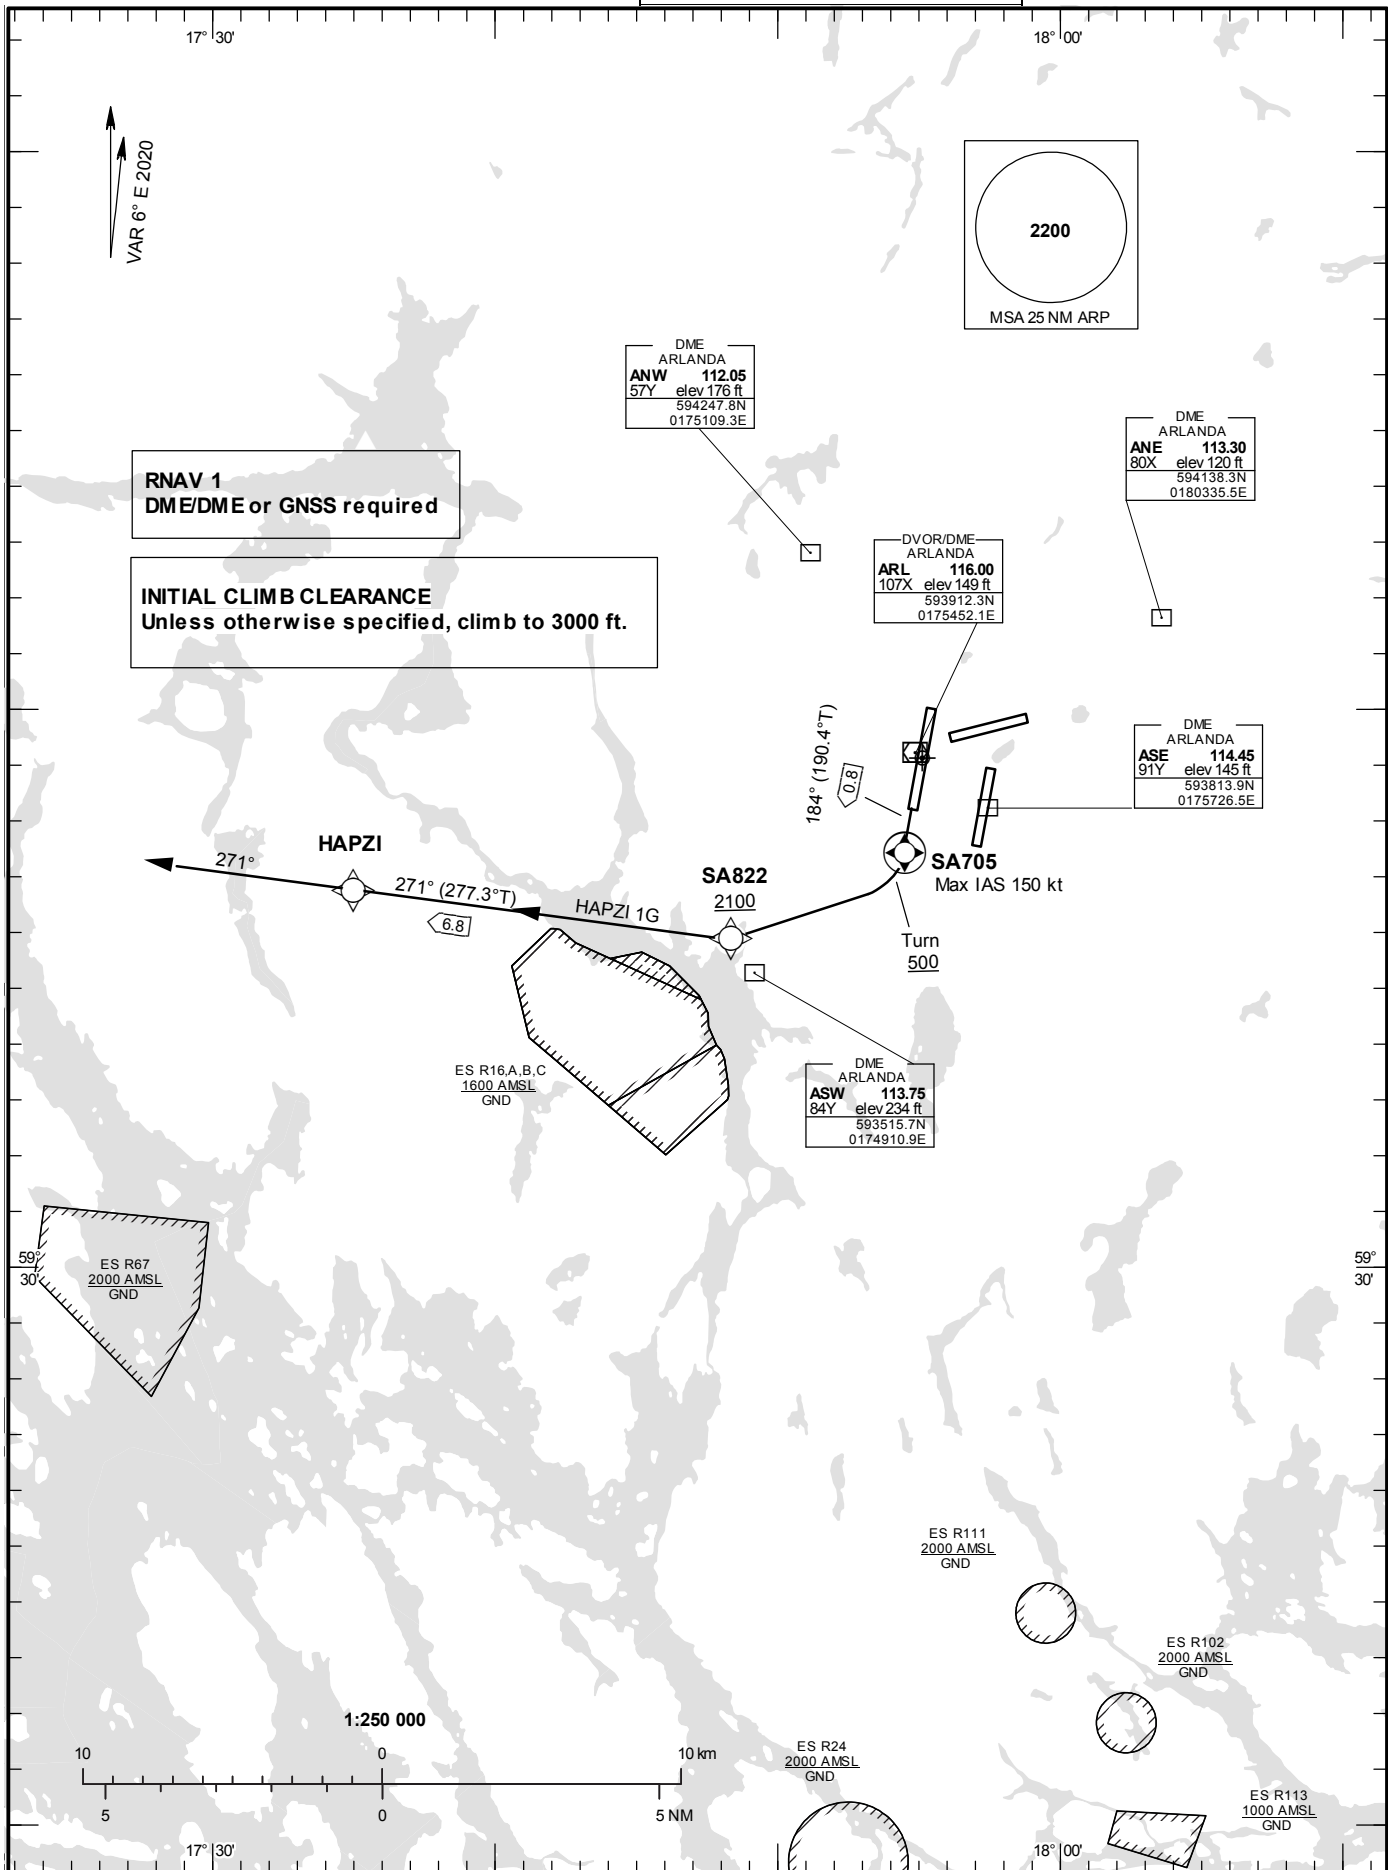 17° 30'
18° 00'
VAR 6° E 2020
2200
MSA 25 NM ARP
DME
ARLANDA
ANW 112.05
57Y elev 176 ft
594247.8N
0175109.3E
DME
ARLANDA
ANE 113.30
80X elev 120 ft
594138.3N
0180335.5E
RNAV 1
DME/DME or GNSS required
DVOR/DME
ARLANDA
ARL 116.00
107X elev 149 ft
593912.3N
0175452.1E
INITIAL CLIMB CLEARANCE
Unless otherwise specified, climb to 3000 ft.
184° (190.4°T)
0.8
DME
ARLANDA
ASE 114.45
91Y elev 145 ft
593813.9N
0175726.5E
HAPZI
271°
271° (277.3°T)
6.8
HAPZI 1G
SA822
2100
SA705
Max IAS 150 kt
Turn
500
ES R16,A,B,C
1600 AMSL
GND
DME
ARLANDA
ASW 113.75
84Y elev 234 ft
593515.7N
0174910.9E
59°
30'
ES R67
2000 AMSL
GND
59°
30'
ES R111
2000 AMSL
GND
ES R102
2000 AMSL
GND
1:250 000
10 0 10 km
5 0 5 NM
ES R24
2000 AMSL
GND
ES R113
1000 AMSL
GND
17° 30'
18° 00'